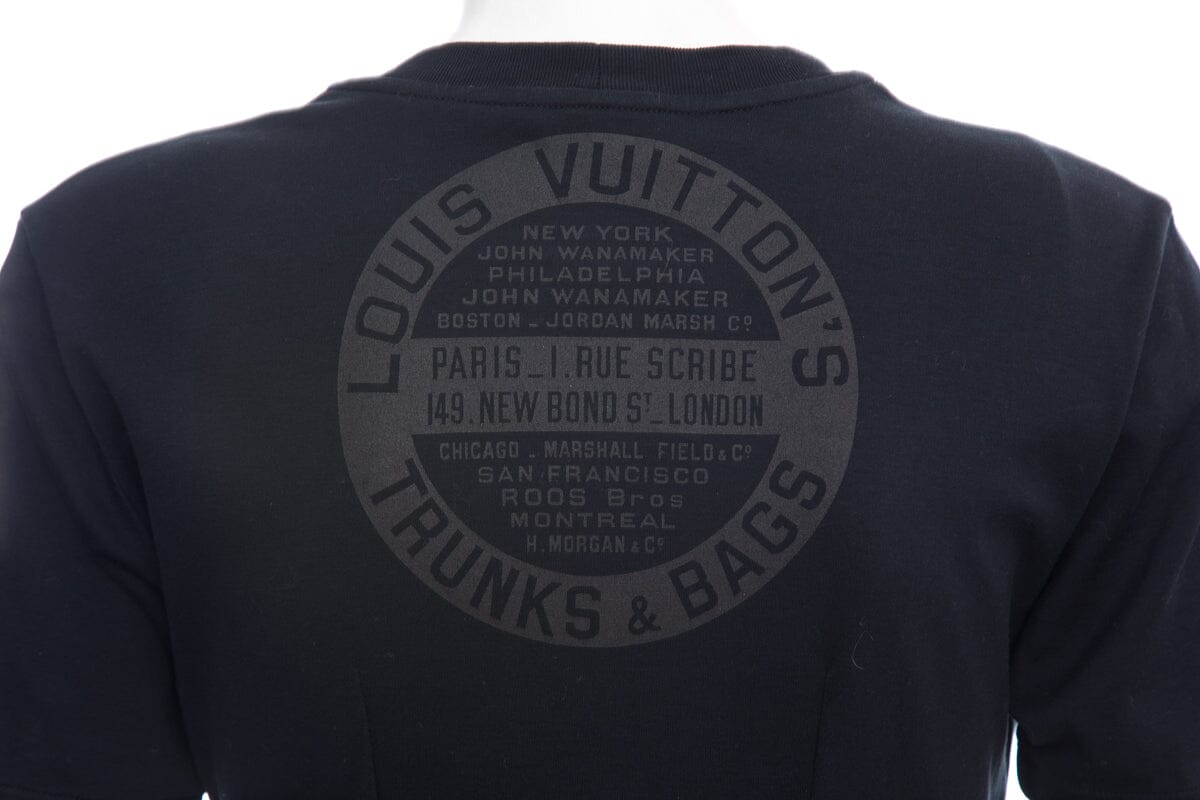 LOUIS VUITTON'S
NEW YORK
JOHN WANAMAKER
PHILADELPHIA
JOHN WANAMAKER
BOSTON - JORDAN MARSH Cº
PARIS_1.RUE SCRIBE
149.NEW BOND Sᵀ_LONDON
CHICAGO - MARSHALL FIELD & Cº
SAN FRANCISCO
ROOS Bros
MONTREAL
H. MORGAN & Cº
TRUNKS & BAGS